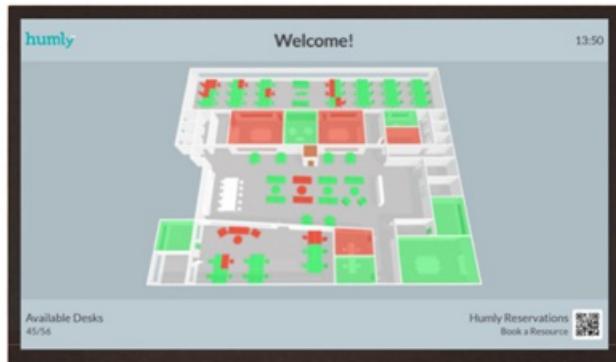 humly
Welcome!
13:50
Available Desks
45/56
Humly Reservations
Book a Resource